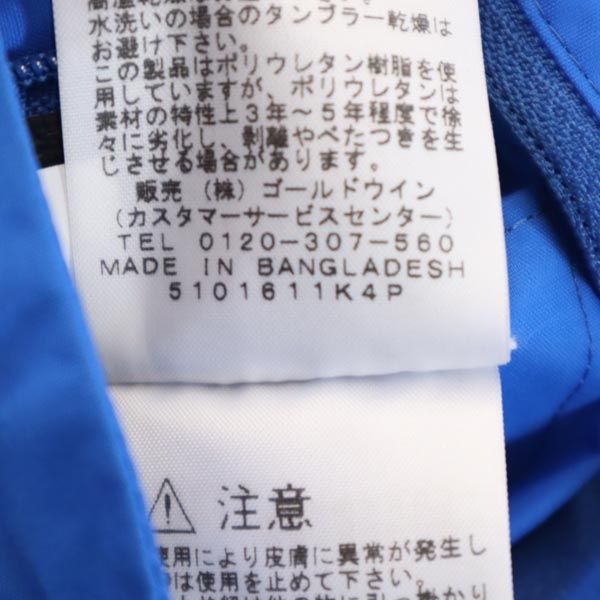 水洗いの場合のタンブラー乾燥は
お避け下さい。
この製品はポリウレタン樹脂を使
用していますが、ポリウレタンは
素材の特性上3年～5年程度で徐
々に劣化し、剥離やべたつきを生
じさせる場合があります。
販売 (株) ゴールドウイン
(カスタマーサービスセンター)
TEL 0120-307-560
MADE IN BANGLADESH
5101611K4P
注意
使用により皮膚に異常が発生し
は使用を止めて下さい。